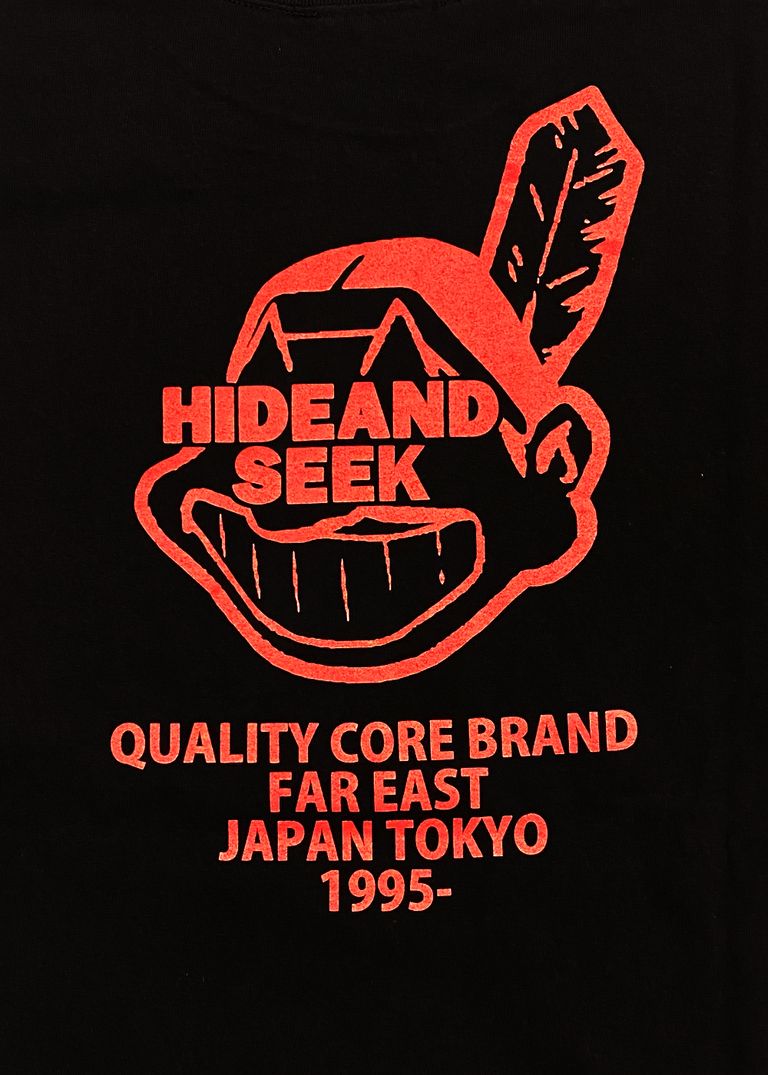 HIDEAND
SEEK
QUALITY CORE BRAND
FAR EAST
JAPAN TOKYO
1995-